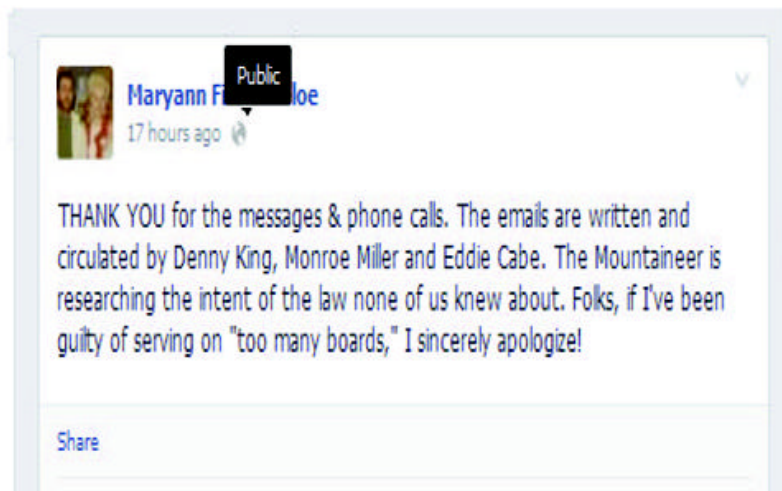 Public
Maryann
17 hours ago
THANK YOU for the messages & phone calls. The emails are written and
circulated by Denny King, Monroe Miller and Eddie Cabe. The Mountaineer is
researching the intent of the law none of us knew about. Folks, if I've been
guilty of serving on "too many boards," I sincerely apologize!
Share